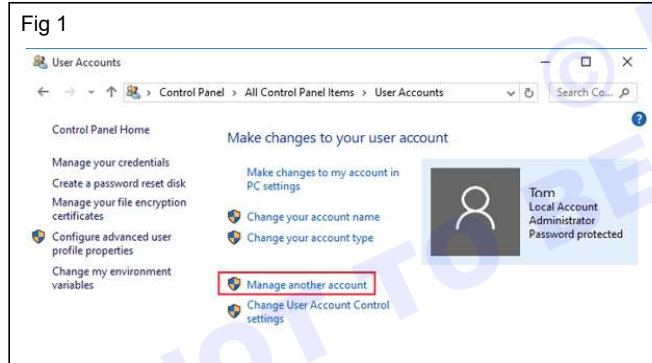 Fig 1
User Accounts
Control Panel > All Control Panel Items > User Accounts
Search Co...
Control Panel Home
Manage your credentials
Create a password reset disk
Manage your file encryption
certificates
Configure advanced user
profile properties
Change my environment
variables
Make changes to your user account
Make changes to my account in
PC settings
Change your account name
Change your account type
Manage another account
Change User Account Control
settings
Tom
Local Account
Administrator
Password protected
©
NOT TO BE